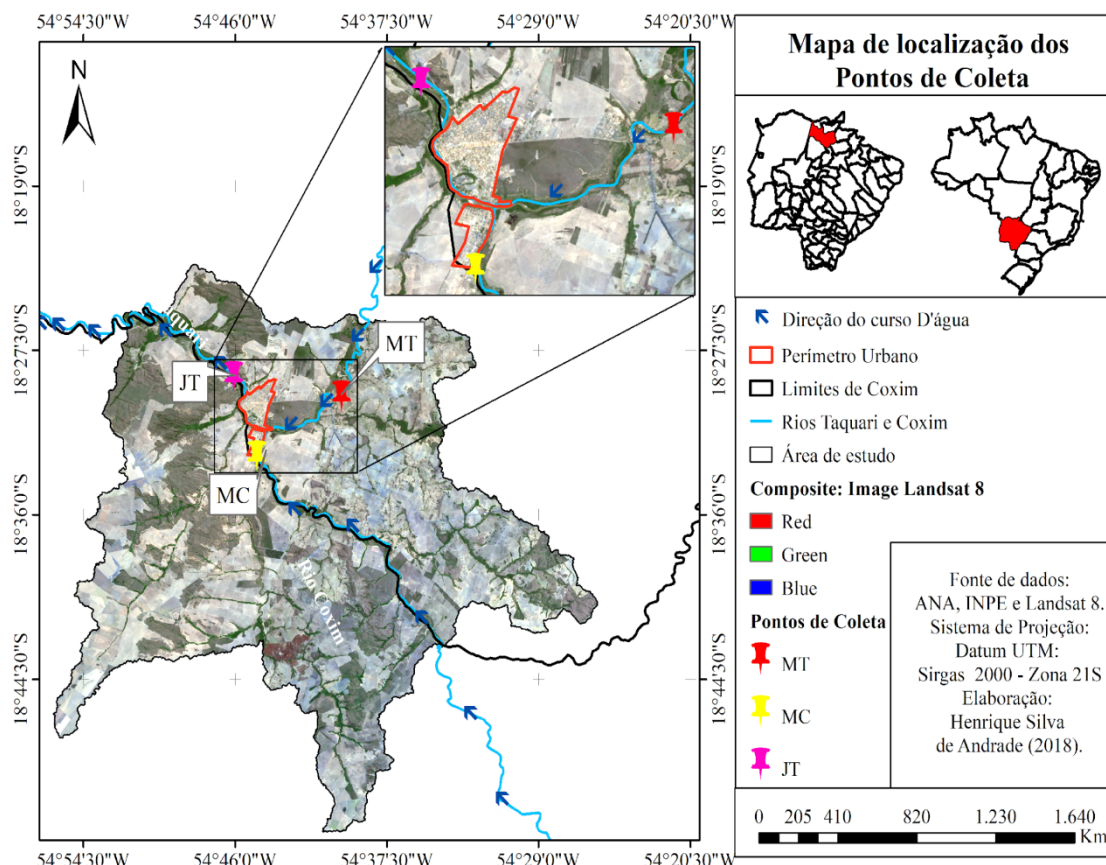 54°54'30"W 54°46'0"W 54°37'30"W 54°29'0"W 54°20'30"W
N
18°19'0"S
18°27'30"S
18°36'0"S
18°44'30"S
JT
MT
MC
Rio Coxim
18°19'0"S
18°27'30"S
18°36'0"S
18°44'30"S
54°54'30"W 54°46'0"W 54°37'30"W 54°29'0"W 54°20'30"W
Mapa de localização dos
Pontos de Coleta
Direção do curso D'água
Perímetro Urbano
Limites de Coxim
Rios Taquari e Coxim
Área de estudo
Composite: Image Landsat 8
Red
Green
Blue
Pontos de Coleta
MT
MC
JT
Fonte de dados:
ANA, INPE e Landsat 8.
Sistema de Projeção:
Datum UTM:
Sirgas 2000 - Zona 21S
Elaboração:
Henrique Silva
de Andrade (2018).
0 205 410 820 1.230 1.640
Km